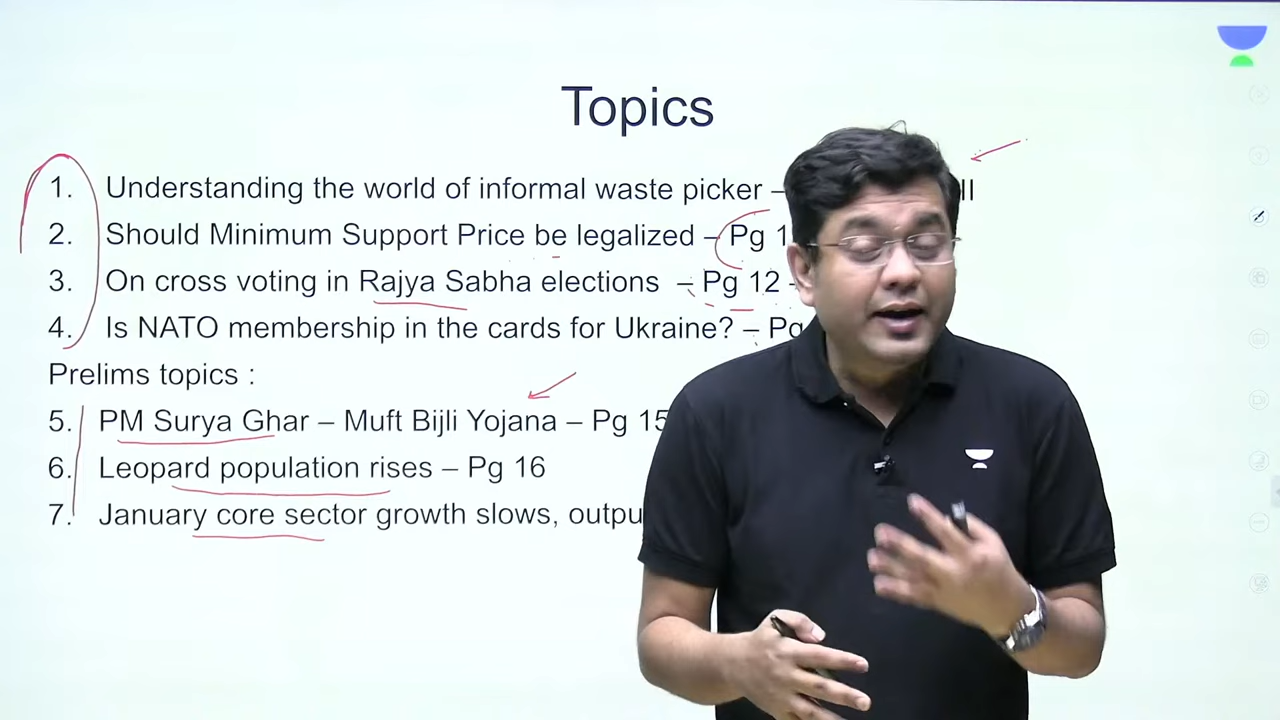 Topics
1. Understanding the world of informal waste picker –
2. Should Minimum Support Price be legalized – Pg
3. On cross voting in Rajya Sabha elections – Pg 12 -
4. Is NATO membership in the cards for Ukraine? –
Prelims topics :
5. PM Surya Ghar – Muft Bijli Yojana – Pg 15
6. Leopard population rises – Pg 16
7. January core sector growth slows,